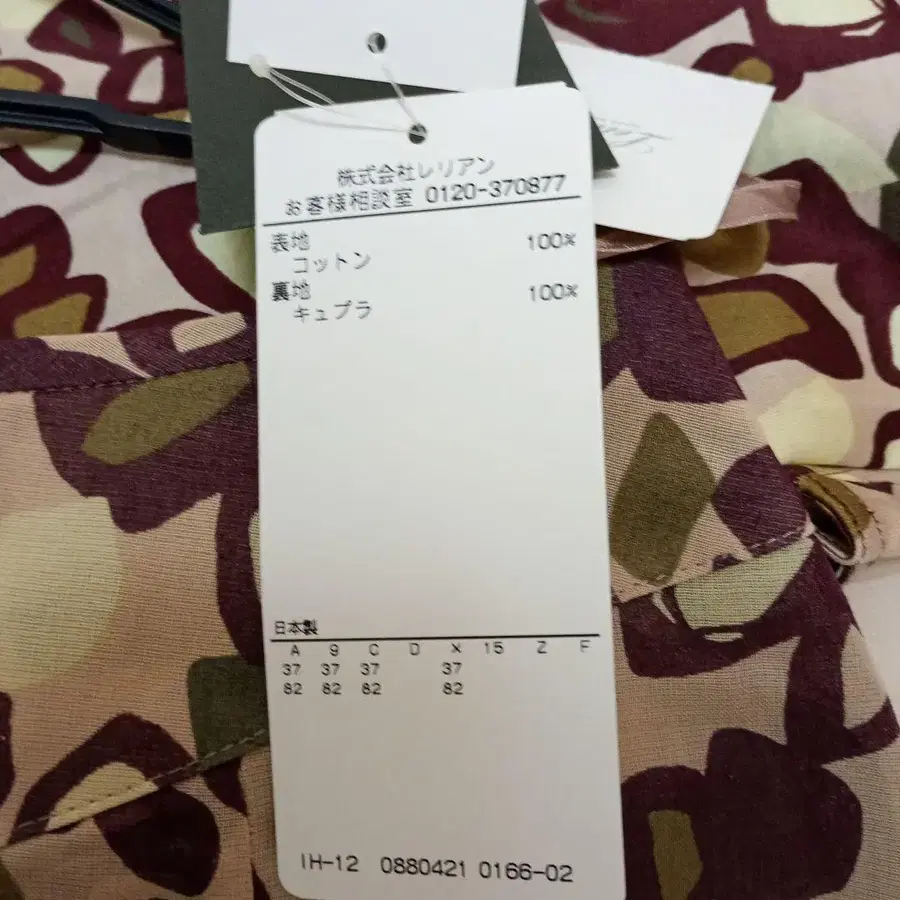 株式会社レリアン
お客様相談室 0120-370877
表地 100%
コットン
裏地 100%
キュプラ
日本製
A 9 C D X 15 Z F
37 37 37 37
82 82 82 82
IH-12 0880421 0166-02